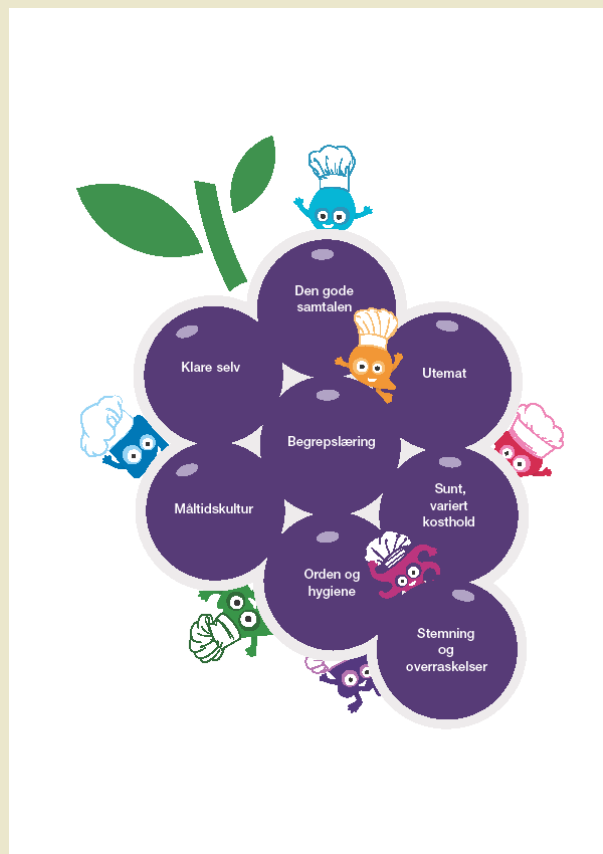 Den gode
samtalen
Klare selv
Utemat
Begrepslæring
Måltidskultur
Sunt,
variert
kosthold
Orden og
hygiene
Stemning
og
overraskelser